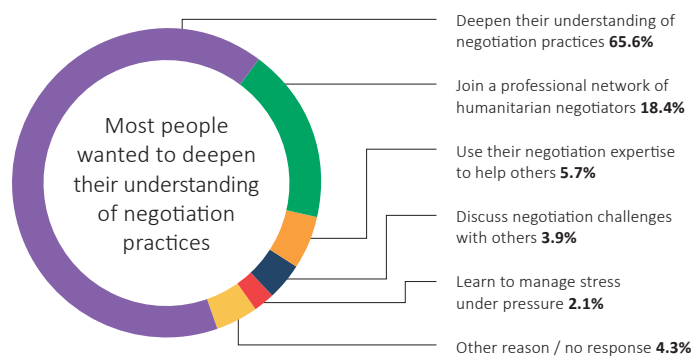 Most people
wanted to deepen
their understanding
of negotiation
practices
Deepen their understanding of
negotiation practices 65.6%
Join a professional network of
humanitarian negotiators 18.4%
Use their negotiation expertise
to help others 5.7%
Discuss negotiation challenges
with others 3.9%
Learn to manage stress
under pressure 2.1%
Other reason / no response 4.3%